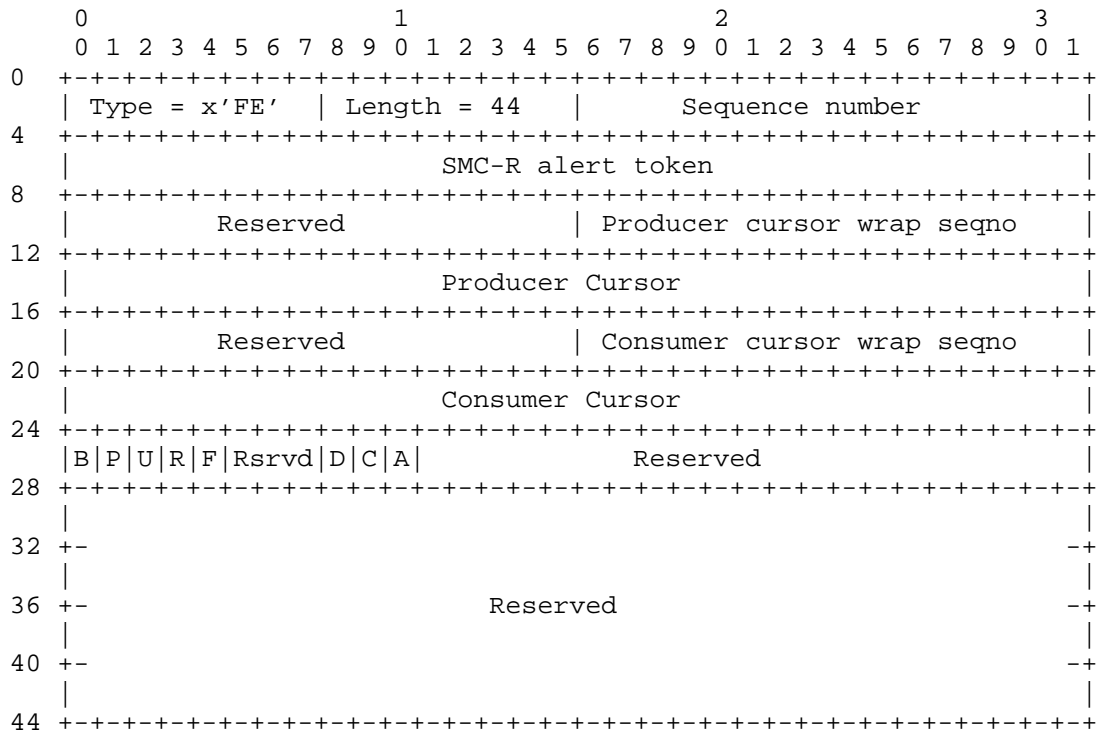 0                   1                   2                   3
       0 1 2 3 4 5 6 7 8 9 0 1 2 3 4 5 6 7 8 9 0 1 2 3 4 5 6 7 8 9 0 1
0     +-+-+-+-+-+-+-+-+-+-+-+-+-+-+-+-+-+-+-+-+-+-+-+-+-+-+-+-+-+-+-+-+
      | Type = x’FE’  | Length = 44   |      Sequence number          |
4     +-+-+-+-+-+-+-+-+-+-+-+-+-+-+-+-+-+-+-+-+-+-+-+-+-+-+-+-+-+-+-+-+
      |                       SMC-R alert token                       |
8     +-+-+-+-+-+-+-+-+-+-+-+-+-+-+-+-+-+-+-+-+-+-+-+-+-+-+-+-+-+-+-+-+
      |         Reserved              | Producer cursor wrap seqno    |
12    +-+-+-+-+-+-+-+-+-+-+-+-+-+-+-+-+-+-+-+-+-+-+-+-+-+-+-+-+-+-+-+-+
      |                       Producer Cursor                         |
16    +-+-+-+-+-+-+-+-+-+-+-+-+-+-+-+-+-+-+-+-+-+-+-+-+-+-+-+-+-+-+-+-+
      |         Reserved              | Consumer cursor wrap seqno    |
20    +-+-+-+-+-+-+-+-+-+-+-+-+-+-+-+-+-+-+-+-+-+-+-+-+-+-+-+-+-+-+-+-+
      |                       Consumer Cursor                         |
24    +-+-+-+-+-+-+-+-+-+-+-+-+-+-+-+-+-+-+-+-+-+-+-+-+-+-+-+-+-+-+-+-+
      |B|P|U|R|F|Rsrvd|D|C|A|             Reserved                    |
28    +-+-+-+-+-+-+-+-+-+-+-+-+-+-+-+-+-+-+-+-+-+-+-+-+-+-+-+-+-+-+-+-+
      |                                                               |
32    +-                                                             -+
      |                                                               |
36    +-                         Reserved                            -+
      |                                                               |
40    +-                                                             -+
      |                                                               |
44    +-+-+-+-+-+-+-+-+-+-+-+-+-+-+-+-+-+-+-+-+-+-+-+-+-+-+-+-+-+-+-+-+